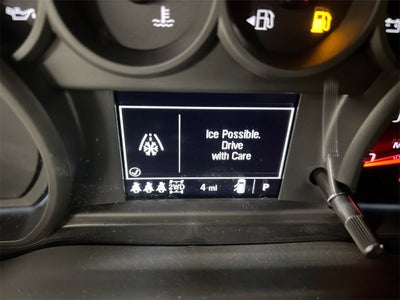 Ice Possible.
Drive
with Care
2WD
4 mi
P